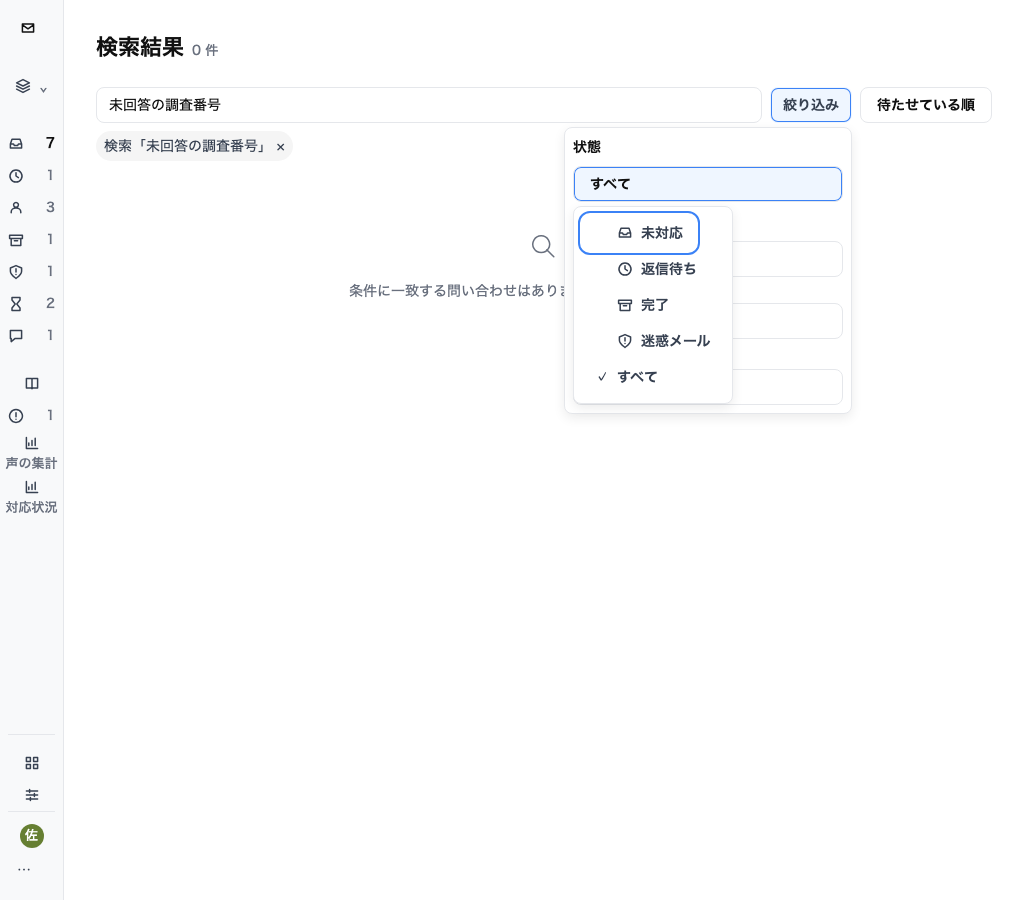 検索結果 0 件
未回答の調査番号
絞り込み
待たせている順
検索「未回答の調査番号」 ×
状態
すべて
未対応
返信待ち
完了
迷惑メール
✓ すべて
条件に一致する問い合わせはありま
7
1
3
1
1
2
1
1
声の集計
対応状況
佐
…